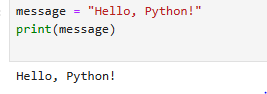 message = "Hello, Python!"
print(message)
Hello, Python!